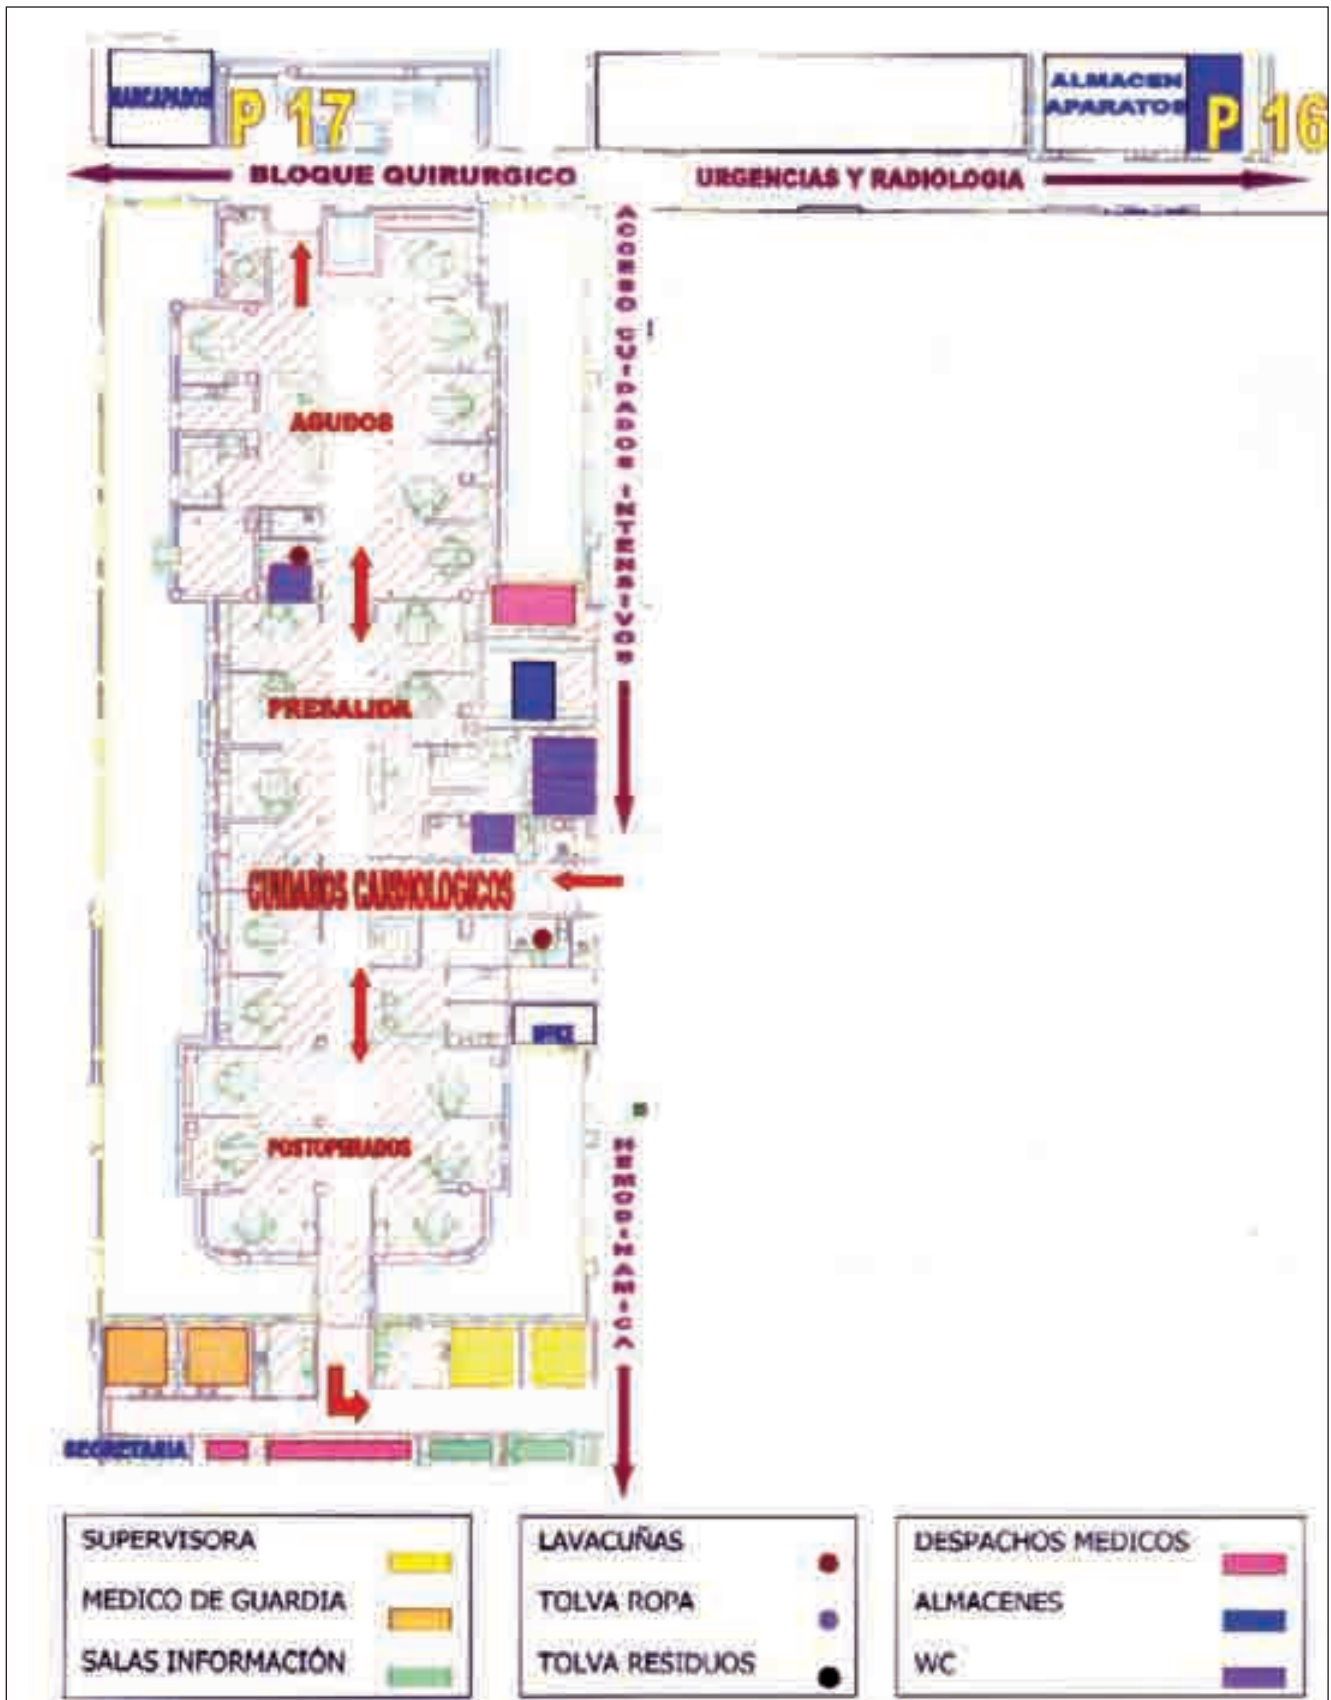 MARCAPASOS
P 17
ALMACEN
APARATOS
P 16
BLOQUE QUIRURGICO
URGENCIAS Y RADIOLOGIA
ACCESO CUIDADOS INTENSIVOS
AGUDOS
PRESALIDA
CUIDADOS CARDIOLOGICOS
POSTOPERADOS
HEMODINAMICA
SECRETARIA
SUPERVISORA
MEDICO DE GUARDIA
SALAS INFORMACIÓN
LAVACUÑAS
TOLVA ROPA
TOLVA RESIDUOS
DESPACHOS MEDICOS
ALMACENES
WC